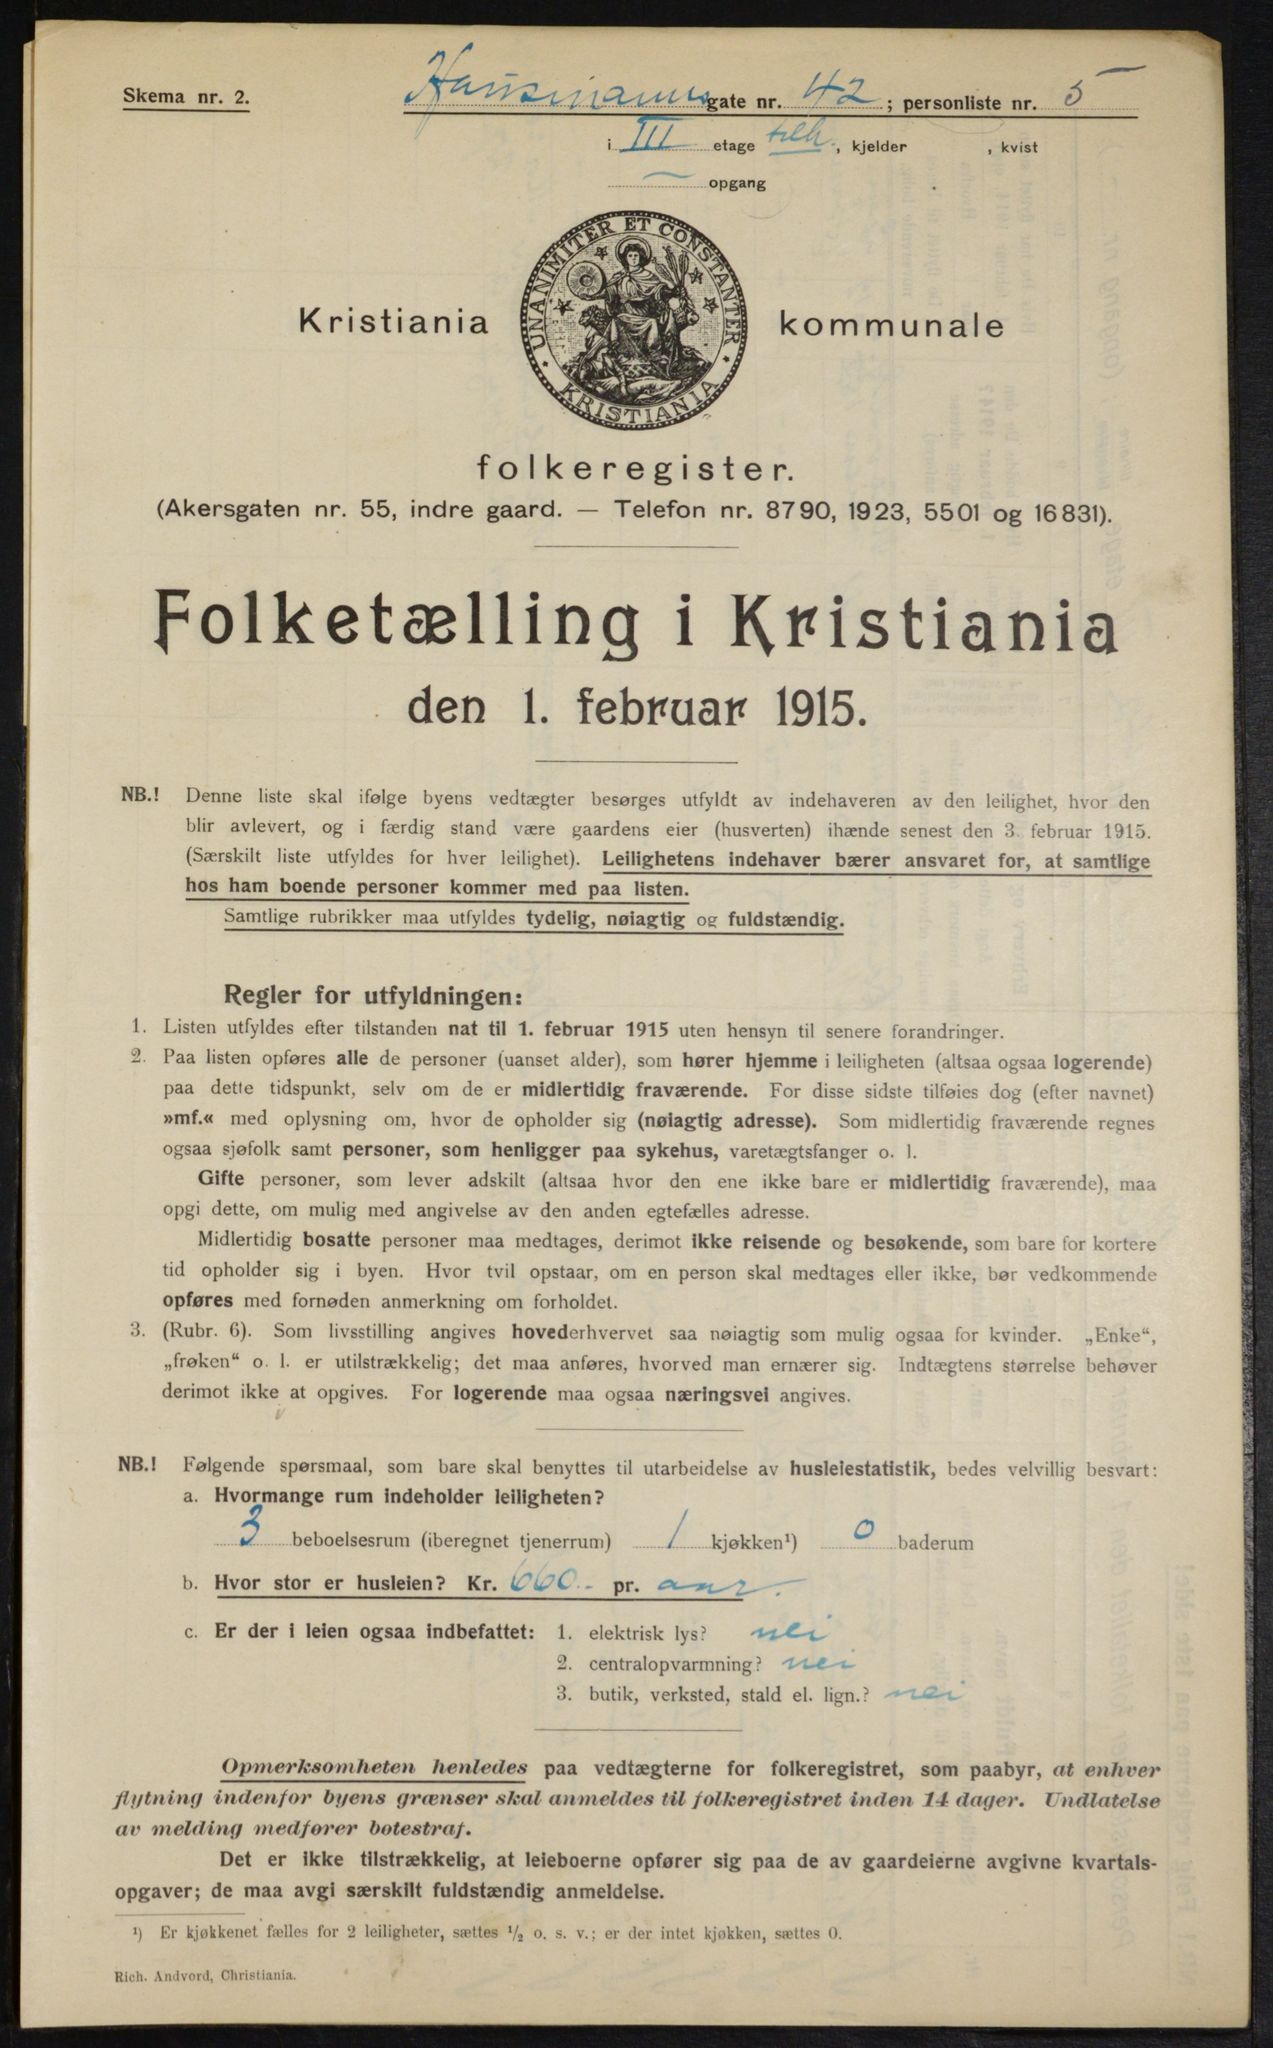 Skema nr. 2.
Hausmanns gate nr. 42; personliste nr. 5
i III etage tilh., kjelder , kvist
opgang
UNANIMITER ET CONSTANTER
KRISTIANIA
Kristiania kommunale
folkeregister.
(Akersgaten nr. 55, indre gaard. — Telefon nr. 8790, 1923, 5501 og 16831).
Folketælling i Kristiania
den 1. februar 1915.
NB.! Denne liste skal ifølge byens vedtægter besørges utfyldt av indehaveren av den leilighet, hvor den
blir avlevert, og i færdig stand være gaardens eier (husverten) ihænde senest den 3. februar 1915.
(Særskilt liste utfyldes for hver leilighet). Leilighetens indehaver bærer ansvaret for, at samtlige
hos ham boende personer kommer med paa listen.
Samtlige rubrikker maa utfyldes tydelig, nøiagtig og fuldstændig.
Regler for utfyldningen:
1. Listen utfyldes efter tilstanden nat til 1. februar 1915 uten hensyn til senere forandringer.
2. Paa listen opføres alle de personer (uanset alder), som hører hjemme i leiligheten (altsaa ogsaa logerende)
paa dette tidspunkt, selv om de er midlertidig fraværende. For disse sidste tilføies dog (efter navnet)
»mf.« med oplysning om, hvor de opholder sig (nøiagtig adresse). Som midlertidig fraværende regnes
ogsaa sjøfolk samt personer, som henligger paa sykehus, varetægtsfanger o. l.
Gifte personer, som lever adskilt (altsaa hvor den ene ikke bare er midlertidig fraværende), maa
opgi dette, om mulig med angivelse av den anden egtefælles adresse.
Midlertidig bosatte personer maa medtages, derimot ikke reisende og besøkende, som bare for kortere
tid opholder sig i byen. Hvor tvil opstaar, om en person skal medtages eller ikke, bør vedkommende
opføres med fornøden anmerkning om forholdet.
3. (Rubr. 6). Som livsstilling angives hovederhvervet saa nøiagtig som mulig ogsaa for kvinder. „Enke“,
„frøken“ o. l. er utilstrækkelig; det maa anføres, hvorved man ernærer sig. Indtægtens størrelse behøver
derimot ikke at opgives. For logerende maa ogsaa næringsvei angives.
NB.! Følgende spørsmaal, som bare skal benyttes til utarbeidelse av husleiestatistik, bedes velvillig besvart:
a. Hvormange rum indeholder leiligheten?
3 beboelsesrum (iberegnet tjenerrum) 1 kjøkken¹) 0 baderum
b. Hvor stor er husleien? Kr. 660.- pr. aar.
c. Er der i leien ogsaa indbefattet: 1. elektrisk lys? nei
2. centralopvarmning? nei
3. butik, verksted, stald el. lign.? nei
Opmerksomheten henledes paa vedtægterne for folkeregistret, som paabyr, at enhver
flytning indenfor byens grænser skal anmeldes til folkeregistret inden 14 dager. Undlatelse
av melding medfører botestraf.
Det er ikke tilstrækkelig, at leieboerne opfører sig paa de av gaardeierne avgivne kvartals-
opgaver; de maa avgi særskilt fuldstændig anmeldelse.
¹) Er kjøkkenet fælles for 2 leiligheter, sættes ½ o. s. v.; er der intet kjøkken, sættes 0.
Rich. Andvord, Christiania.